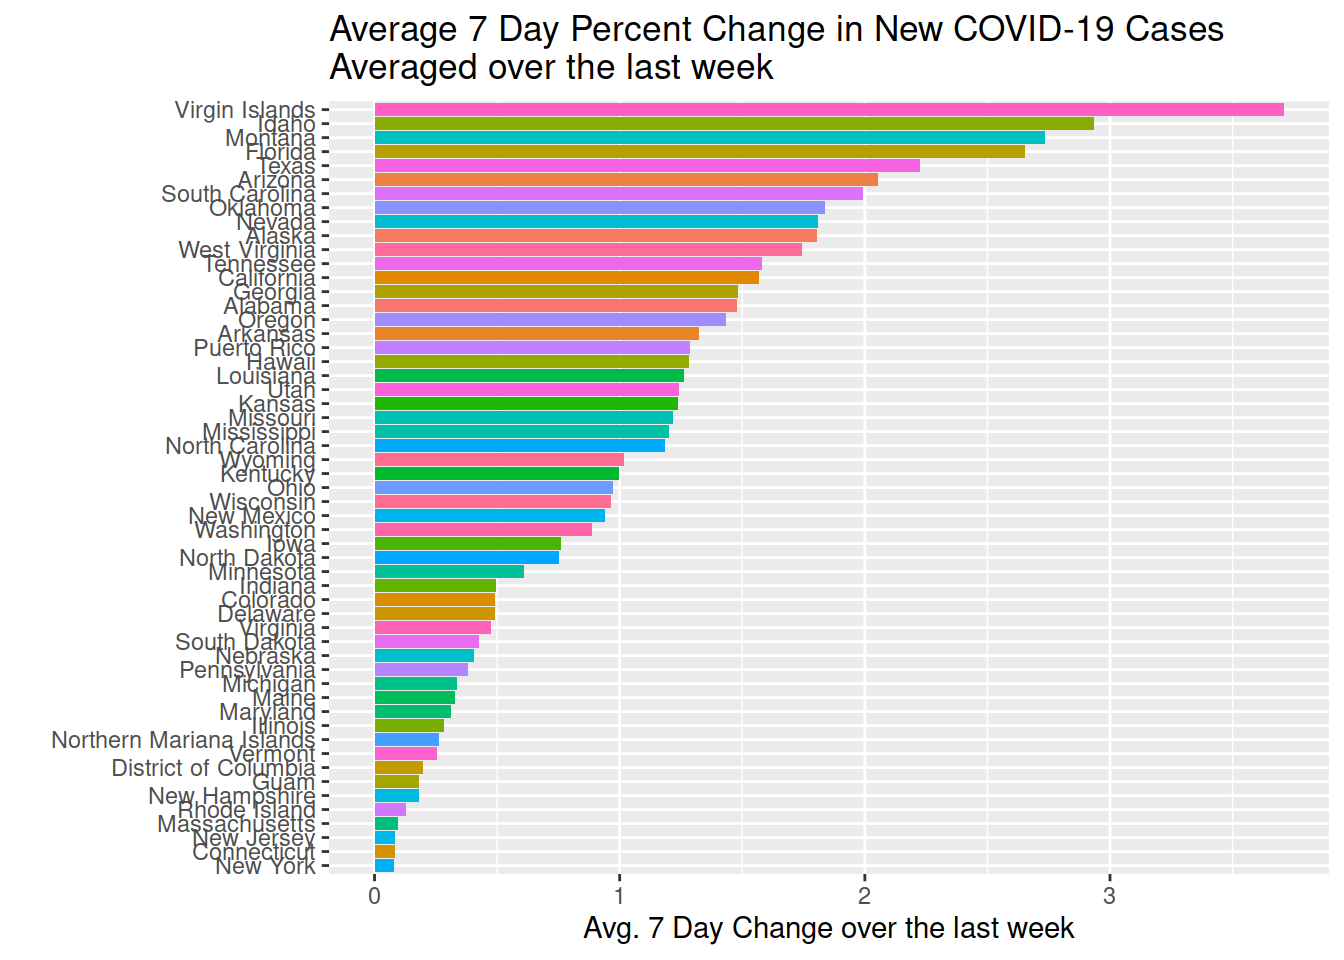 Average 7 Day Percent Change in New COVID-19 Cases
Averaged over the last week
Virgin Islands
Idaho
Montana
Florida
Texas
Arizona
South Carolina
Oklahoma
Nevada
Alaska
West Virginia
Tennessee
California
Georgia
Alabama
Oregon
Arkansas
Puerto Rico
Hawaii
Louisiana
Utah
Kansas
Missouri
Mississippi
North Carolina
Wyoming
Kentucky
Ohio
Wisconsin
New Mexico
Washington
Iowa
North Dakota
Minnesota
Indiana
Colorado
Delaware
Virginia
South Dakota
Nebraska
Pennsylvania
Michigan
Maine
Maryland
Illinois
Northern Mariana Islands
Vermont
District of Columbia
Guam
New Hampshire
Rhode Island
Massachusetts
New Jersey
Connecticut
New York
0 1 2 3
Avg. 7 Day Change over the last week